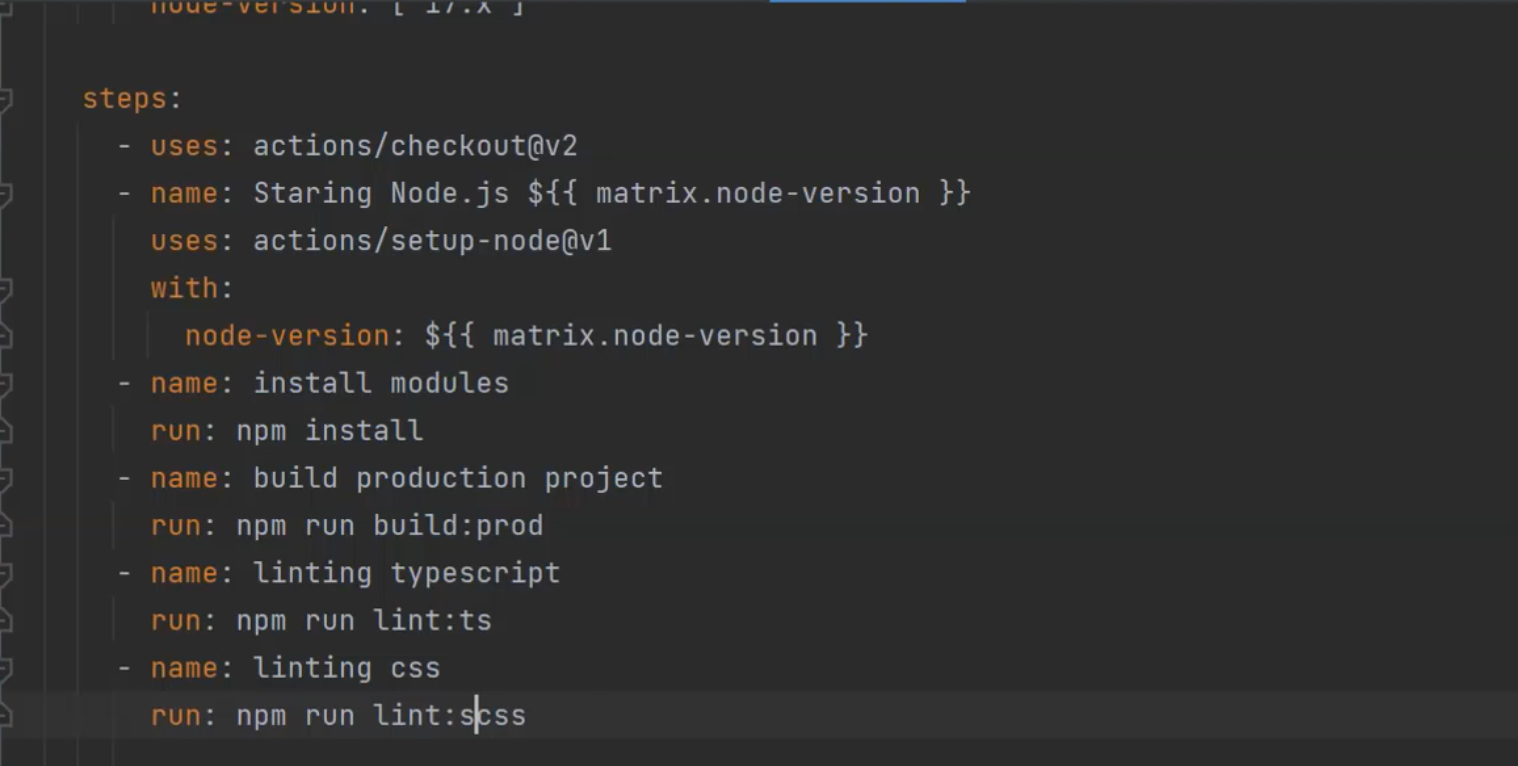 node-version: [ 17.x ]
steps:
- uses: actions/checkout@v2
- name: Staring Node.js ${{ matrix.node-version }}
uses: actions/setup-node@v1
with:
node-version: ${{ matrix.node-version }}
- name: install modules
run: npm install
- name: build production project
run: npm run build:prod
- name: linting typescript
run: npm run lint:ts
- name: linting css
run: npm run lint:scss